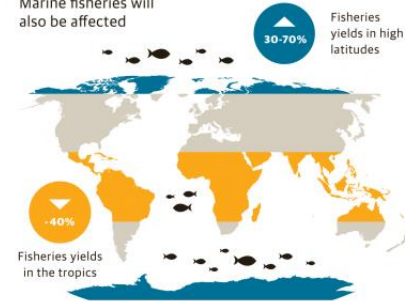 Marine fisheries will
also be affected
30-70%
Fisheries
yields in high
latitudes
-40%
Fisheries yields
in the tropics